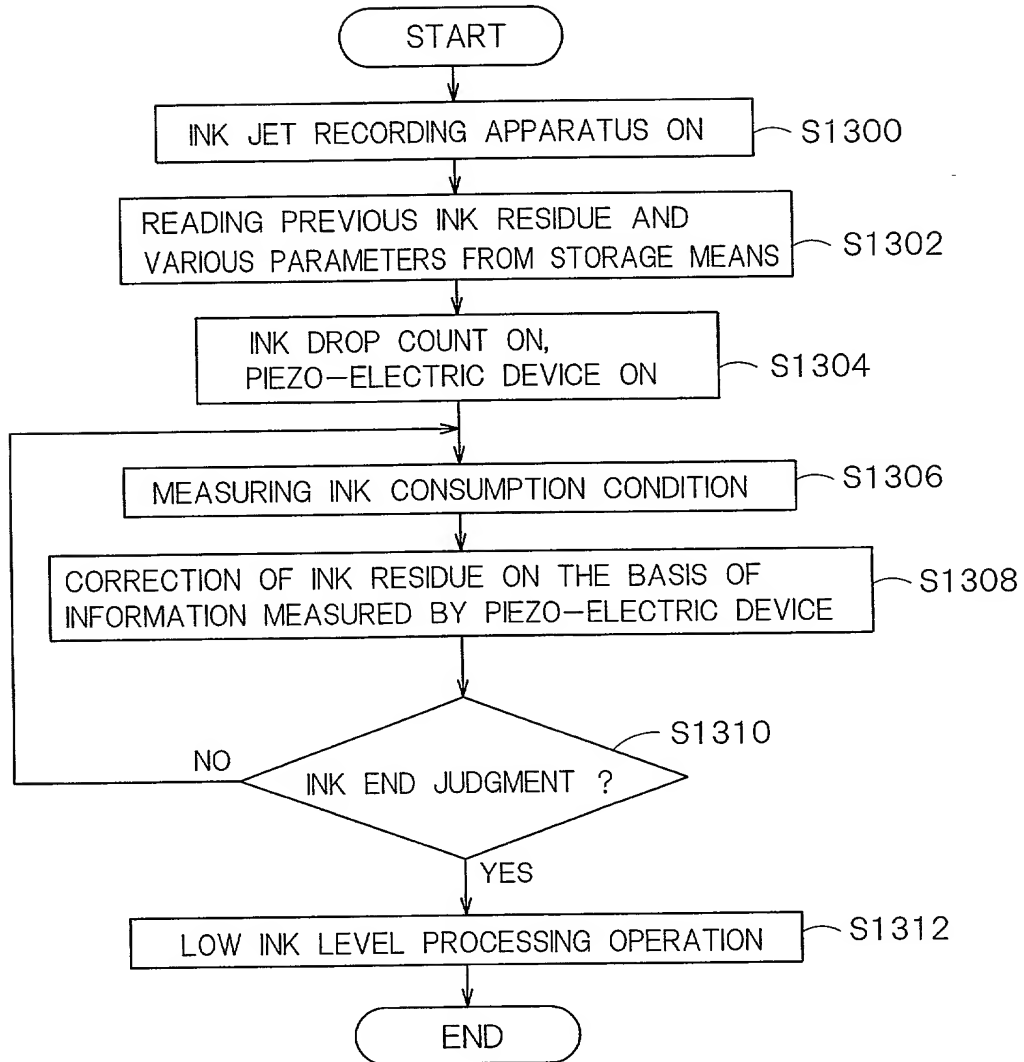 START
INK JET RECORDING APPARATUS ON
S1300
READING PREVIOUS INK RESIDUE AND
VARIOUS PARAMETERS FROM STORAGE MEANS
S1302
INK DROP COUNT ON,
PIEZO-ELECTRIC DEVICE ON
S1304
MEASURING INK CONSUMPTION CONDITION
S1306
CORRECTION OF INK RESIDUE ON THE BASIS OF
INFORMATION MEASURED BY PIEZO-ELECTRIC DEVICE
S1308
S1310
NO
INK END JUDGMENT ?
YES
LOW INK LEVEL PROCESSING OPERATION
S1312
END